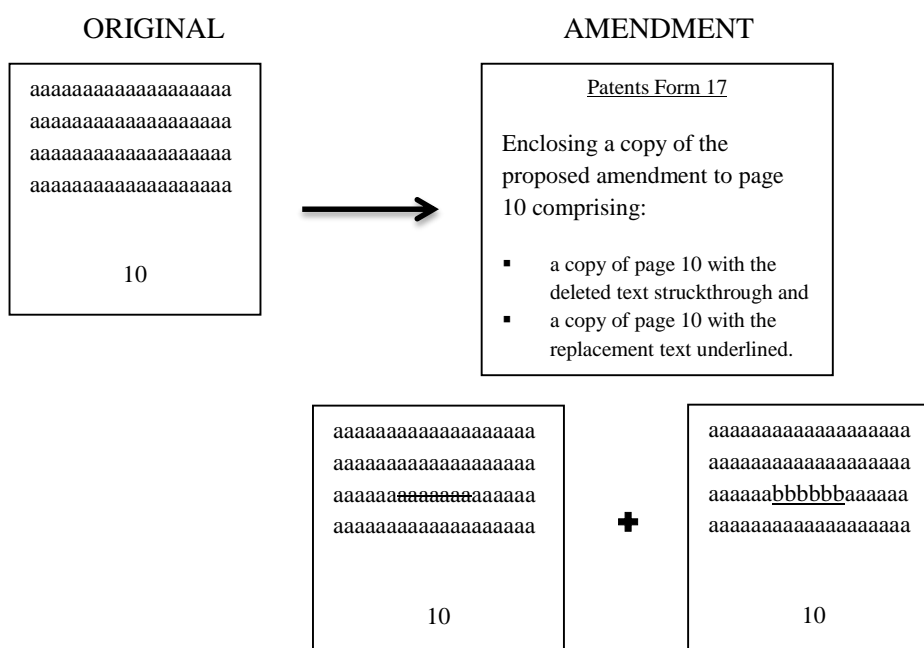 ORIGINAL
aaaaaaaaaaaaaaaaaaa
aaaaaaaaaaaaaaaaaaa
aaaaaaaaaaaaaaaaaaa
aaaaaaaaaaaaaaaaaaa
10
AMENDMENT
Patents Form 17
Enclosing a copy of the
proposed amendment to page
10 comprising:
▪ a copy of page 10 with the
deleted text struckthrough and
▪ a copy of page 10 with the
replacement text underlined.
aaaaaaaaaaaaaaaaaaa
aaaaaaaaaaaaaaaaaaa
aaaaaaaaaaaaaaaaaaa
aaaaaaaaaaaaaaaaaaa
10
aaaaaaaaaaaaaaaaaaa
aaaaaaaaaaaaaaaaaaa
aaaaaabbbbbbaaaaaa
aaaaaaaaaaaaaaaaaaa
10